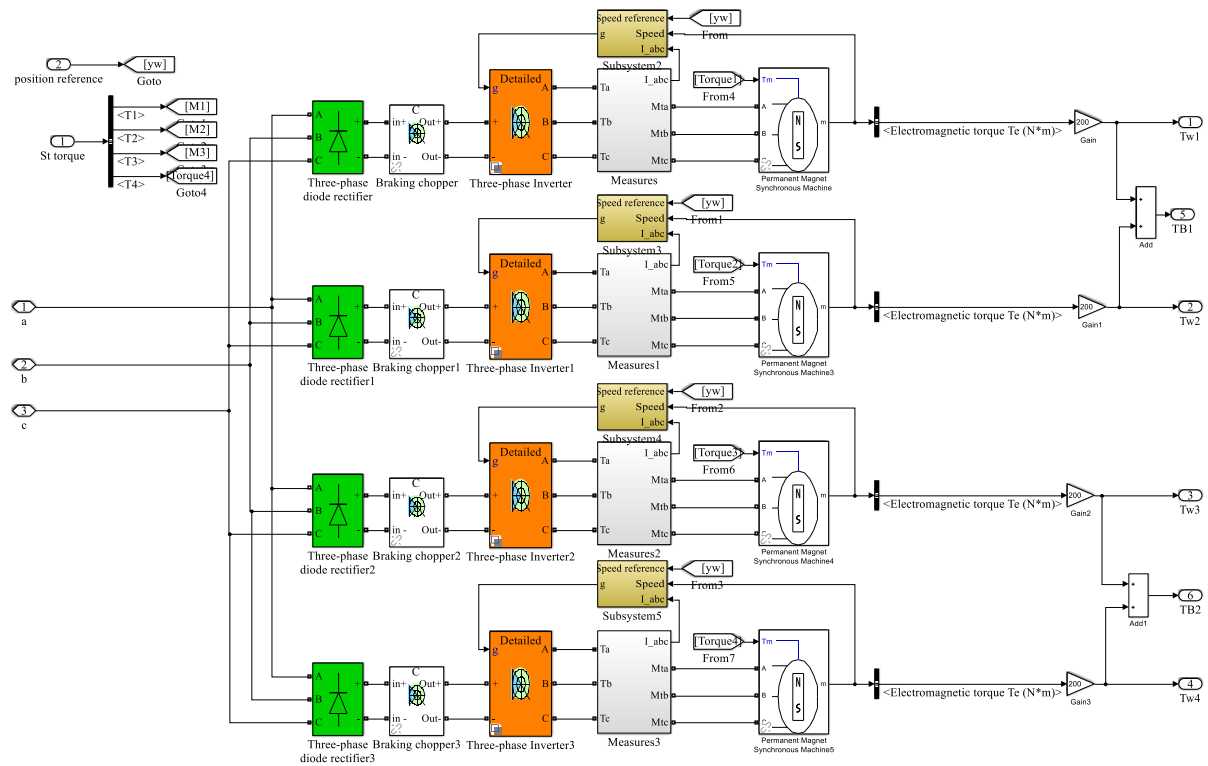 2
position reference
[yw]
Goto
1
St torque
<T1>
<T2>
<T3>
<T4>
[M1]
[M2]
[M3]
[Torque4]
Goto4
1
a
2
b
3
c
A
B
C
+
-
Three-phase
diode rectifier
C
in+ Out+
in - Out-
Braking chopper
Detailed
g
A
+ B
- C
Three-phase Inverter
Speed reference
g Speed
I_abc
Subsystem2
[yw]
From
I_abc
Ta
Mta
Tb
Mtb
Tc
Mtc
Measures
[Torque1]
From4
Tm
A
B
C
N
S
m
Permanent Magnet
Synchronous Machine
<Electromagnetic torque Te (N*m)>
200
Gain
1
Tw1
A
B
C
+
-
Three-phase
diode rectifier1
C
in+ Out+
in - Out-
Braking chopper1
Detailed
g
A
+ B
- C
Three-phase Inverter1
Speed reference
g Speed
I_abc
Subsystem3
[yw]
From1
I_abc
Ta
Mta
Tb
Mtb
Tc
Mtc
Measures1
[Torque2]
From5
Tm
A
B
C
N
S
m
Permanent Magnet
Synchronous Machine3
<Electromagnetic torque Te (N*m)>
200
Gain1
+
+
Add
5
TB1
2
Tw2
A
B
C
+
-
Three-phase
diode rectifier2
C
in+ Out+
in - Out-
Braking chopper2
Detailed
g
A
+ B
- C
Three-phase Inverter2
Speed reference
g Speed
I_abc
Subsystem4
[yw]
From2
I_abc
Ta
Mta
Tb
Mtb
Tc
Mtc
Measures2
[Torque3]
From6
Tm
A
B
C
N
S
m
Permanent Magnet
Synchronous Machine4
<Electromagnetic torque Te (N*m)>
200
Gain2
3
Tw3
A
B
C
+
-
Three-phase
diode rectifier3
C
in+ Out+
in - Out-
Braking chopper3
Detailed
g
A
+ B
- C
Three-phase Inverter3
Speed reference
g Speed
I_abc
Subsystem5
[yw]
From3
I_abc
Ta
Mta
Tb
Mtb
Tc
Mtc
Measures3
[Torque4]
From7
Tm
A
B
C
N
S
m
Permanent Magnet
Synchronous Machine5
<Electromagnetic torque Te (N*m)>
200
Gain3
+
+
Add1
6
TB2
4
Tw4